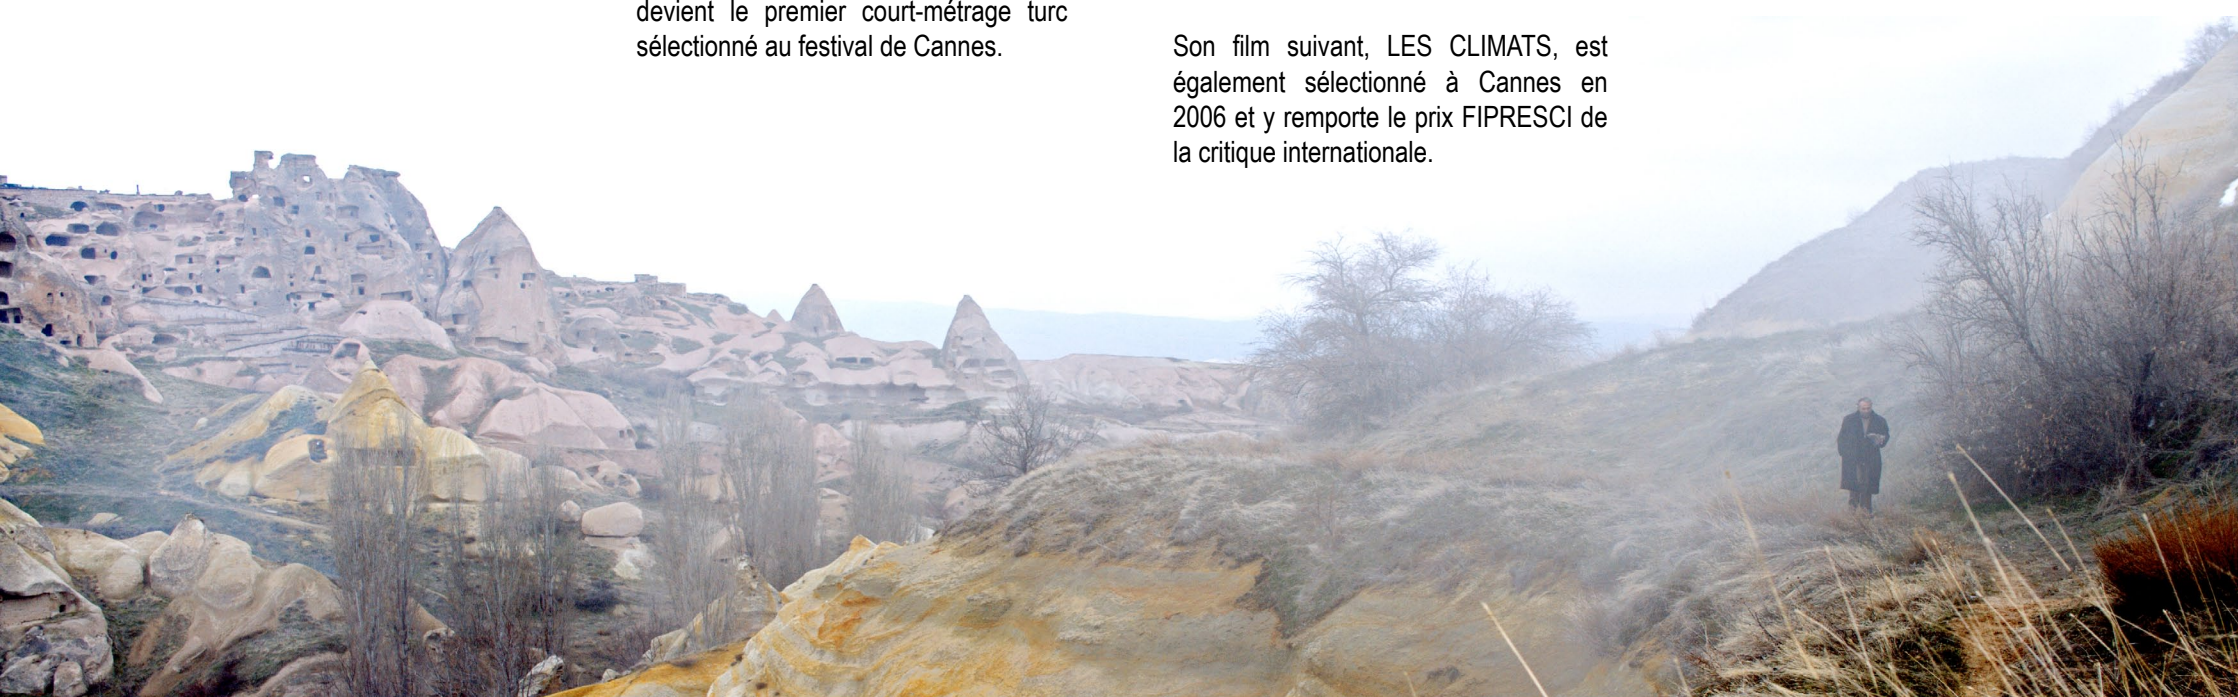 devient le premier court-métrage turc
sélectionné au festival de Cannes.
Son film suivant, LES CLIMATS, est
également sélectionné à Cannes en
2006 et y remporte le prix FIPRESCI de
la critique internationale.